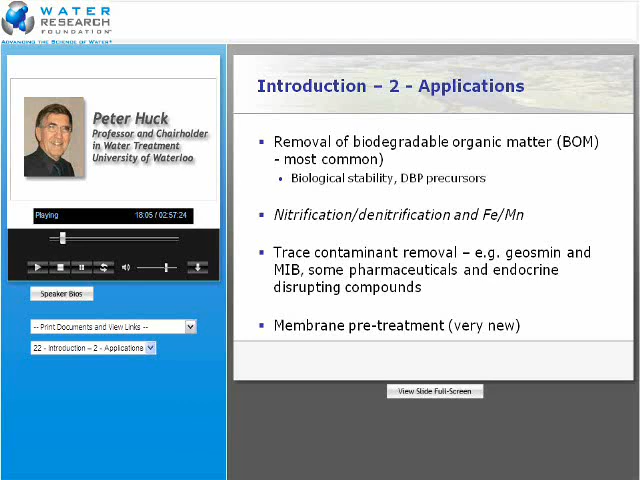 WATER
RESEARCH
FOUNDATION
ADVANCING THE SCIENCE OF WATER
Peter Huck
Professor and Chairholder
in Water Treatment
University of Waterloo
Playing 18:05 / 02:57:24
Speaker Bios
-- Print Documents and View Links --
22 - Introduction – 2 - Applications
Introduction – 2 - Applications
▪ Removal of biodegradable organic matter (BOM)
- most common)
• Biological stability, DBP precursors
▪ Nitrification/denitrification and Fe/Mn
▪ Trace contaminant removal – e.g. geosmin and
MIB, some pharmaceuticals and endocrine
disrupting compounds
▪ Membrane pre-treatment (very new)
View Slide Full-Screen